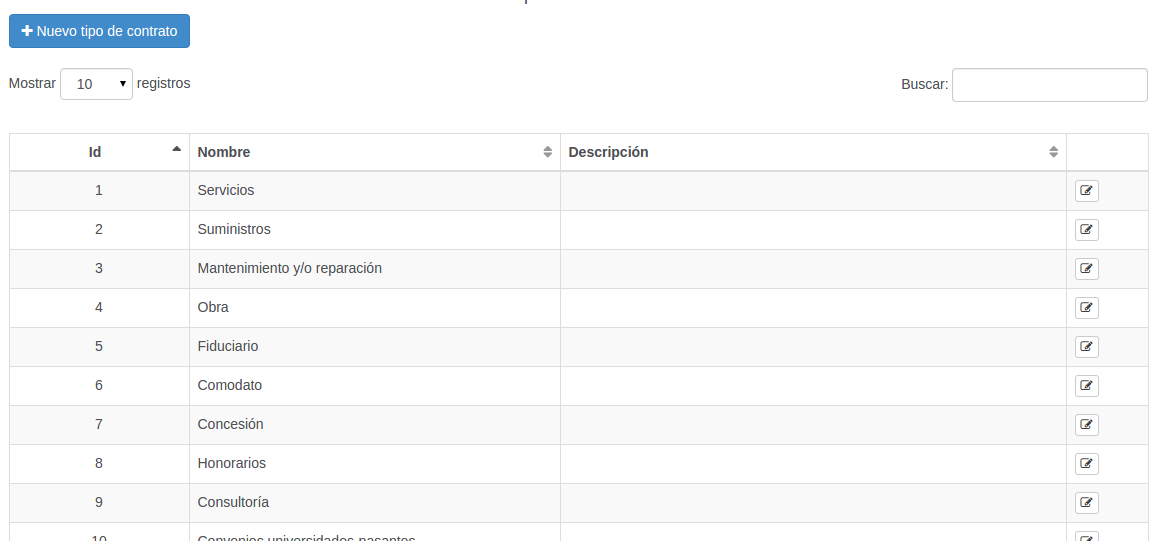 Nuevo tipo de contrato
Mostrar 10 registros
Buscar:
Id Nombre Descripción
1 Servicios
2 Suministros
3 Mantenimiento y/o reparación
4 Obra
5 Fiduciario
6 Comodato
7 Concesión
8 Honorarios
9 Consultoría
10 Convenios universidades pasantes